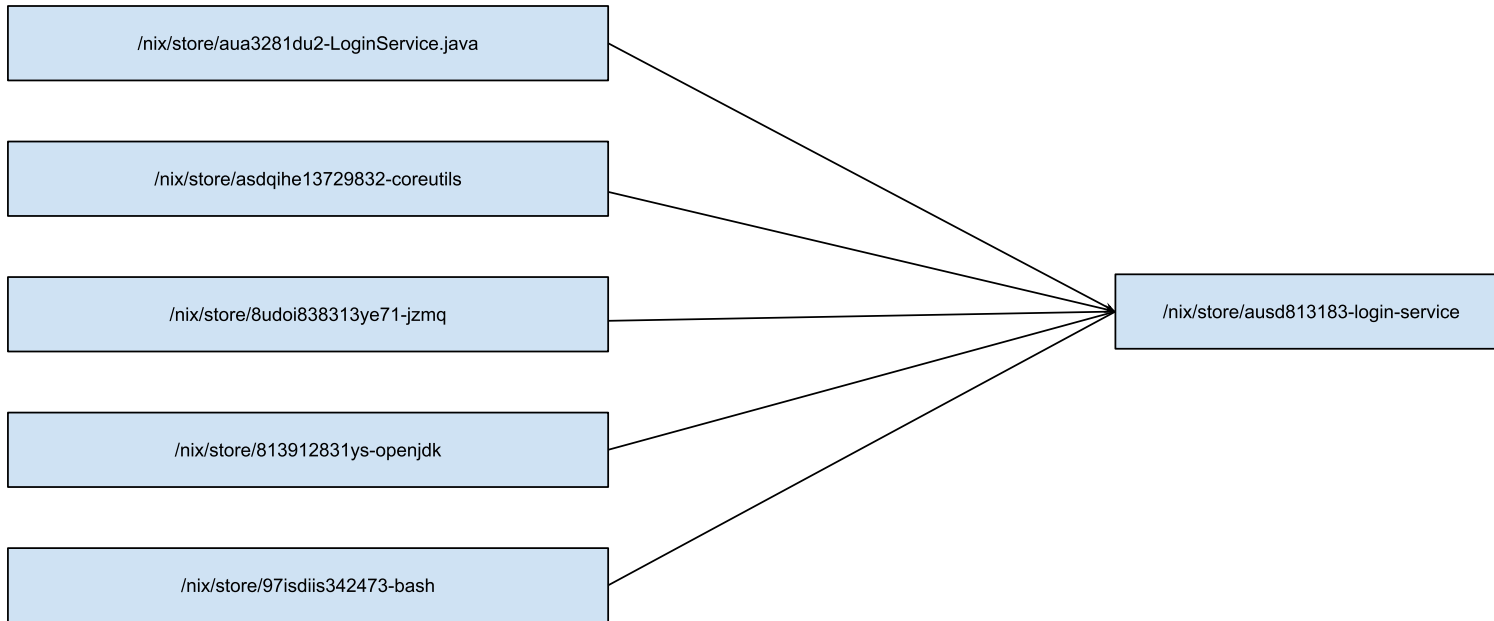 /nix/store/aua3281du2-LoginService.java
/nix/store/asdqihe13729832-coreutils
/nix/store/8udoi838313ye71-jzmq
/nix/store/ausd813183-login-service
/nix/store/813912831ys-openjdk
/nix/store/97isdiis342473-bash